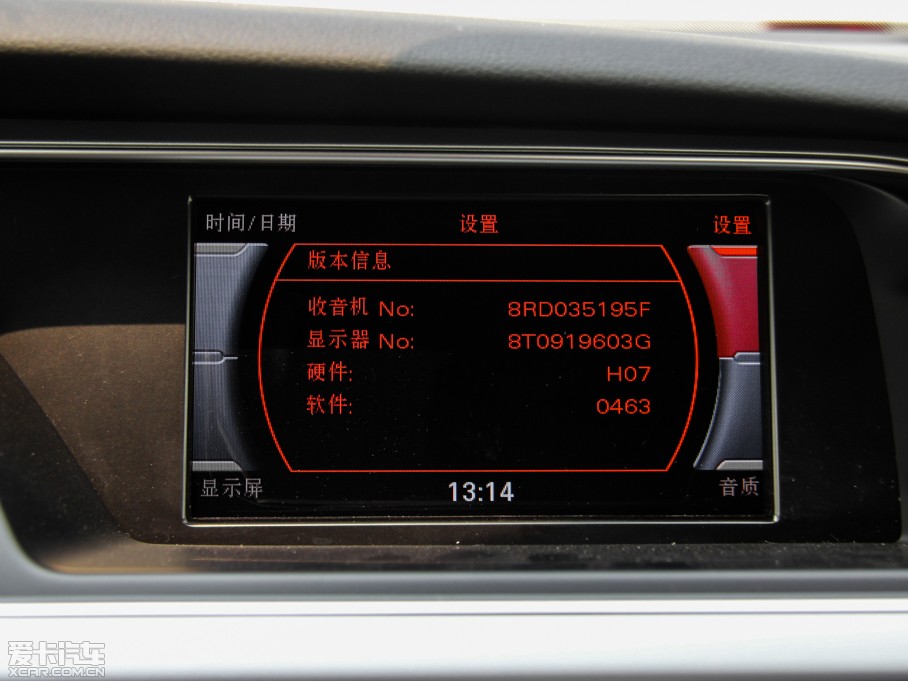 时间/日期 设置 设置
版本信息
收音机 No: 8RD035195F
显示器 No: 8T0919603G
硬件: H07
软件: 0463
显示屏 13:14 音质
爱卡汽车
XCAR.COM.CN